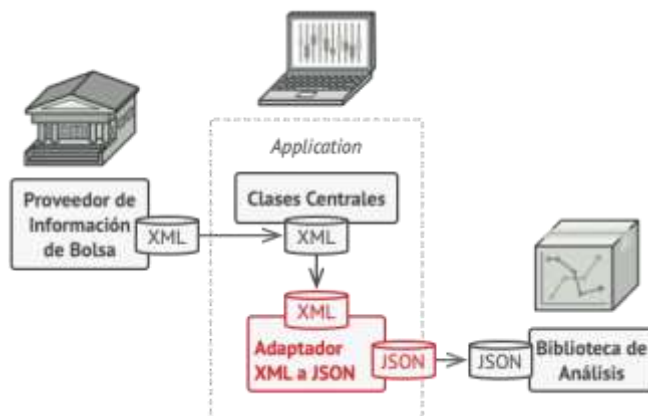 Application
Proveedor de
Información
de Bolsa
XML
Clases Centrales
XML
XML
Adaptador
XML a JSON
JSON
JSON
Biblioteca de
Análisis